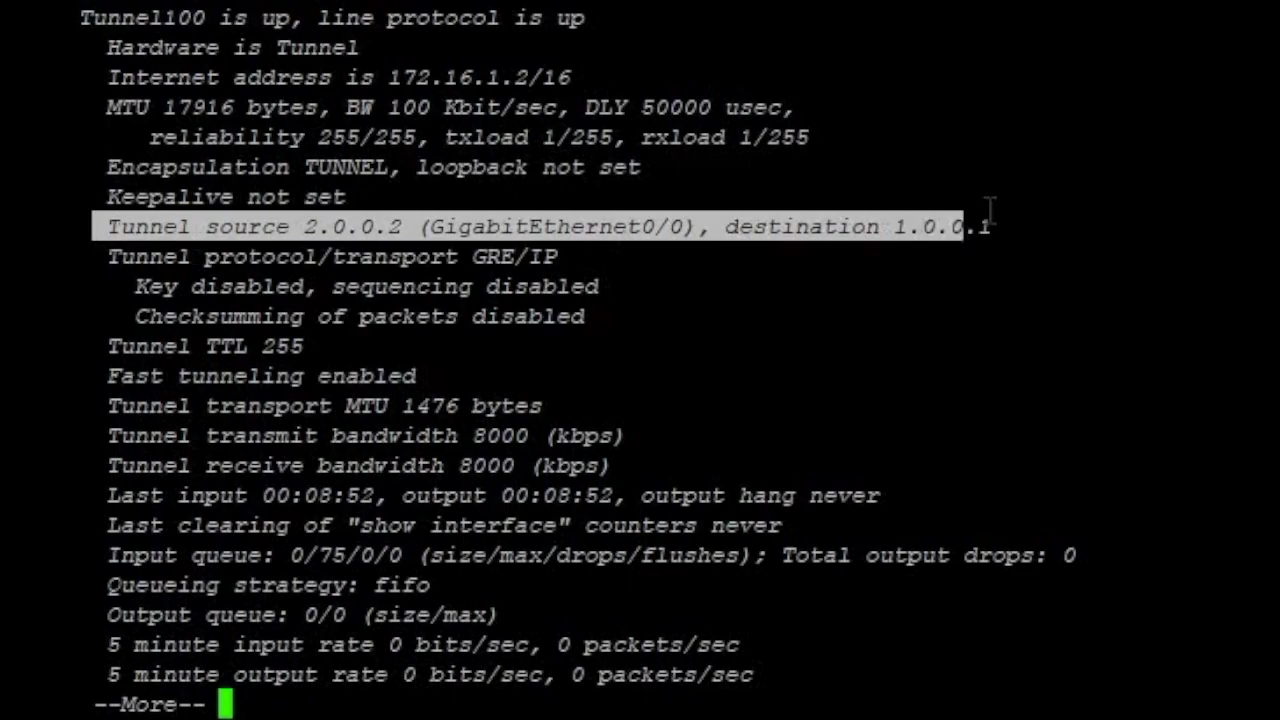 Tunnel100 is up, line protocol is up
Hardware is Tunnel
Internet address is 172.16.1.2/16
MTU 17916 bytes, BW 100 Kbit/sec, DLY 50000 usec,
reliability 255/255, txload 1/255, rxload 1/255
Encapsulation TUNNEL, loopback not set
Keepalive not set
Tunnel source 2.0.0.2 (GigabitEthernet0/0), destination 1.0.0.1
Tunnel protocol/transport GRE/IP
Key disabled, sequencing disabled
Checksumming of packets disabled
Tunnel TTL 255
Fast tunneling enabled
Tunnel transport MTU 1476 bytes
Tunnel transmit bandwidth 8000 (kbps)
Tunnel receive bandwidth 8000 (kbps)
Last input 00:08:52, output 00:08:52, output hang never
Last clearing of "show interface" counters never
Input queue: 0/75/0/0 (size/max/drops/flushes); Total output drops: 0
Queueing strategy: fifo
Output queue: 0/0 (size/max)
5 minute input rate 0 bits/sec, 0 packets/sec
5 minute output rate 0 bits/sec, 0 packets/sec
--More--